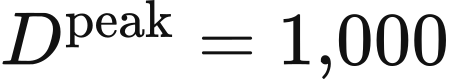 D^peak = 1,000